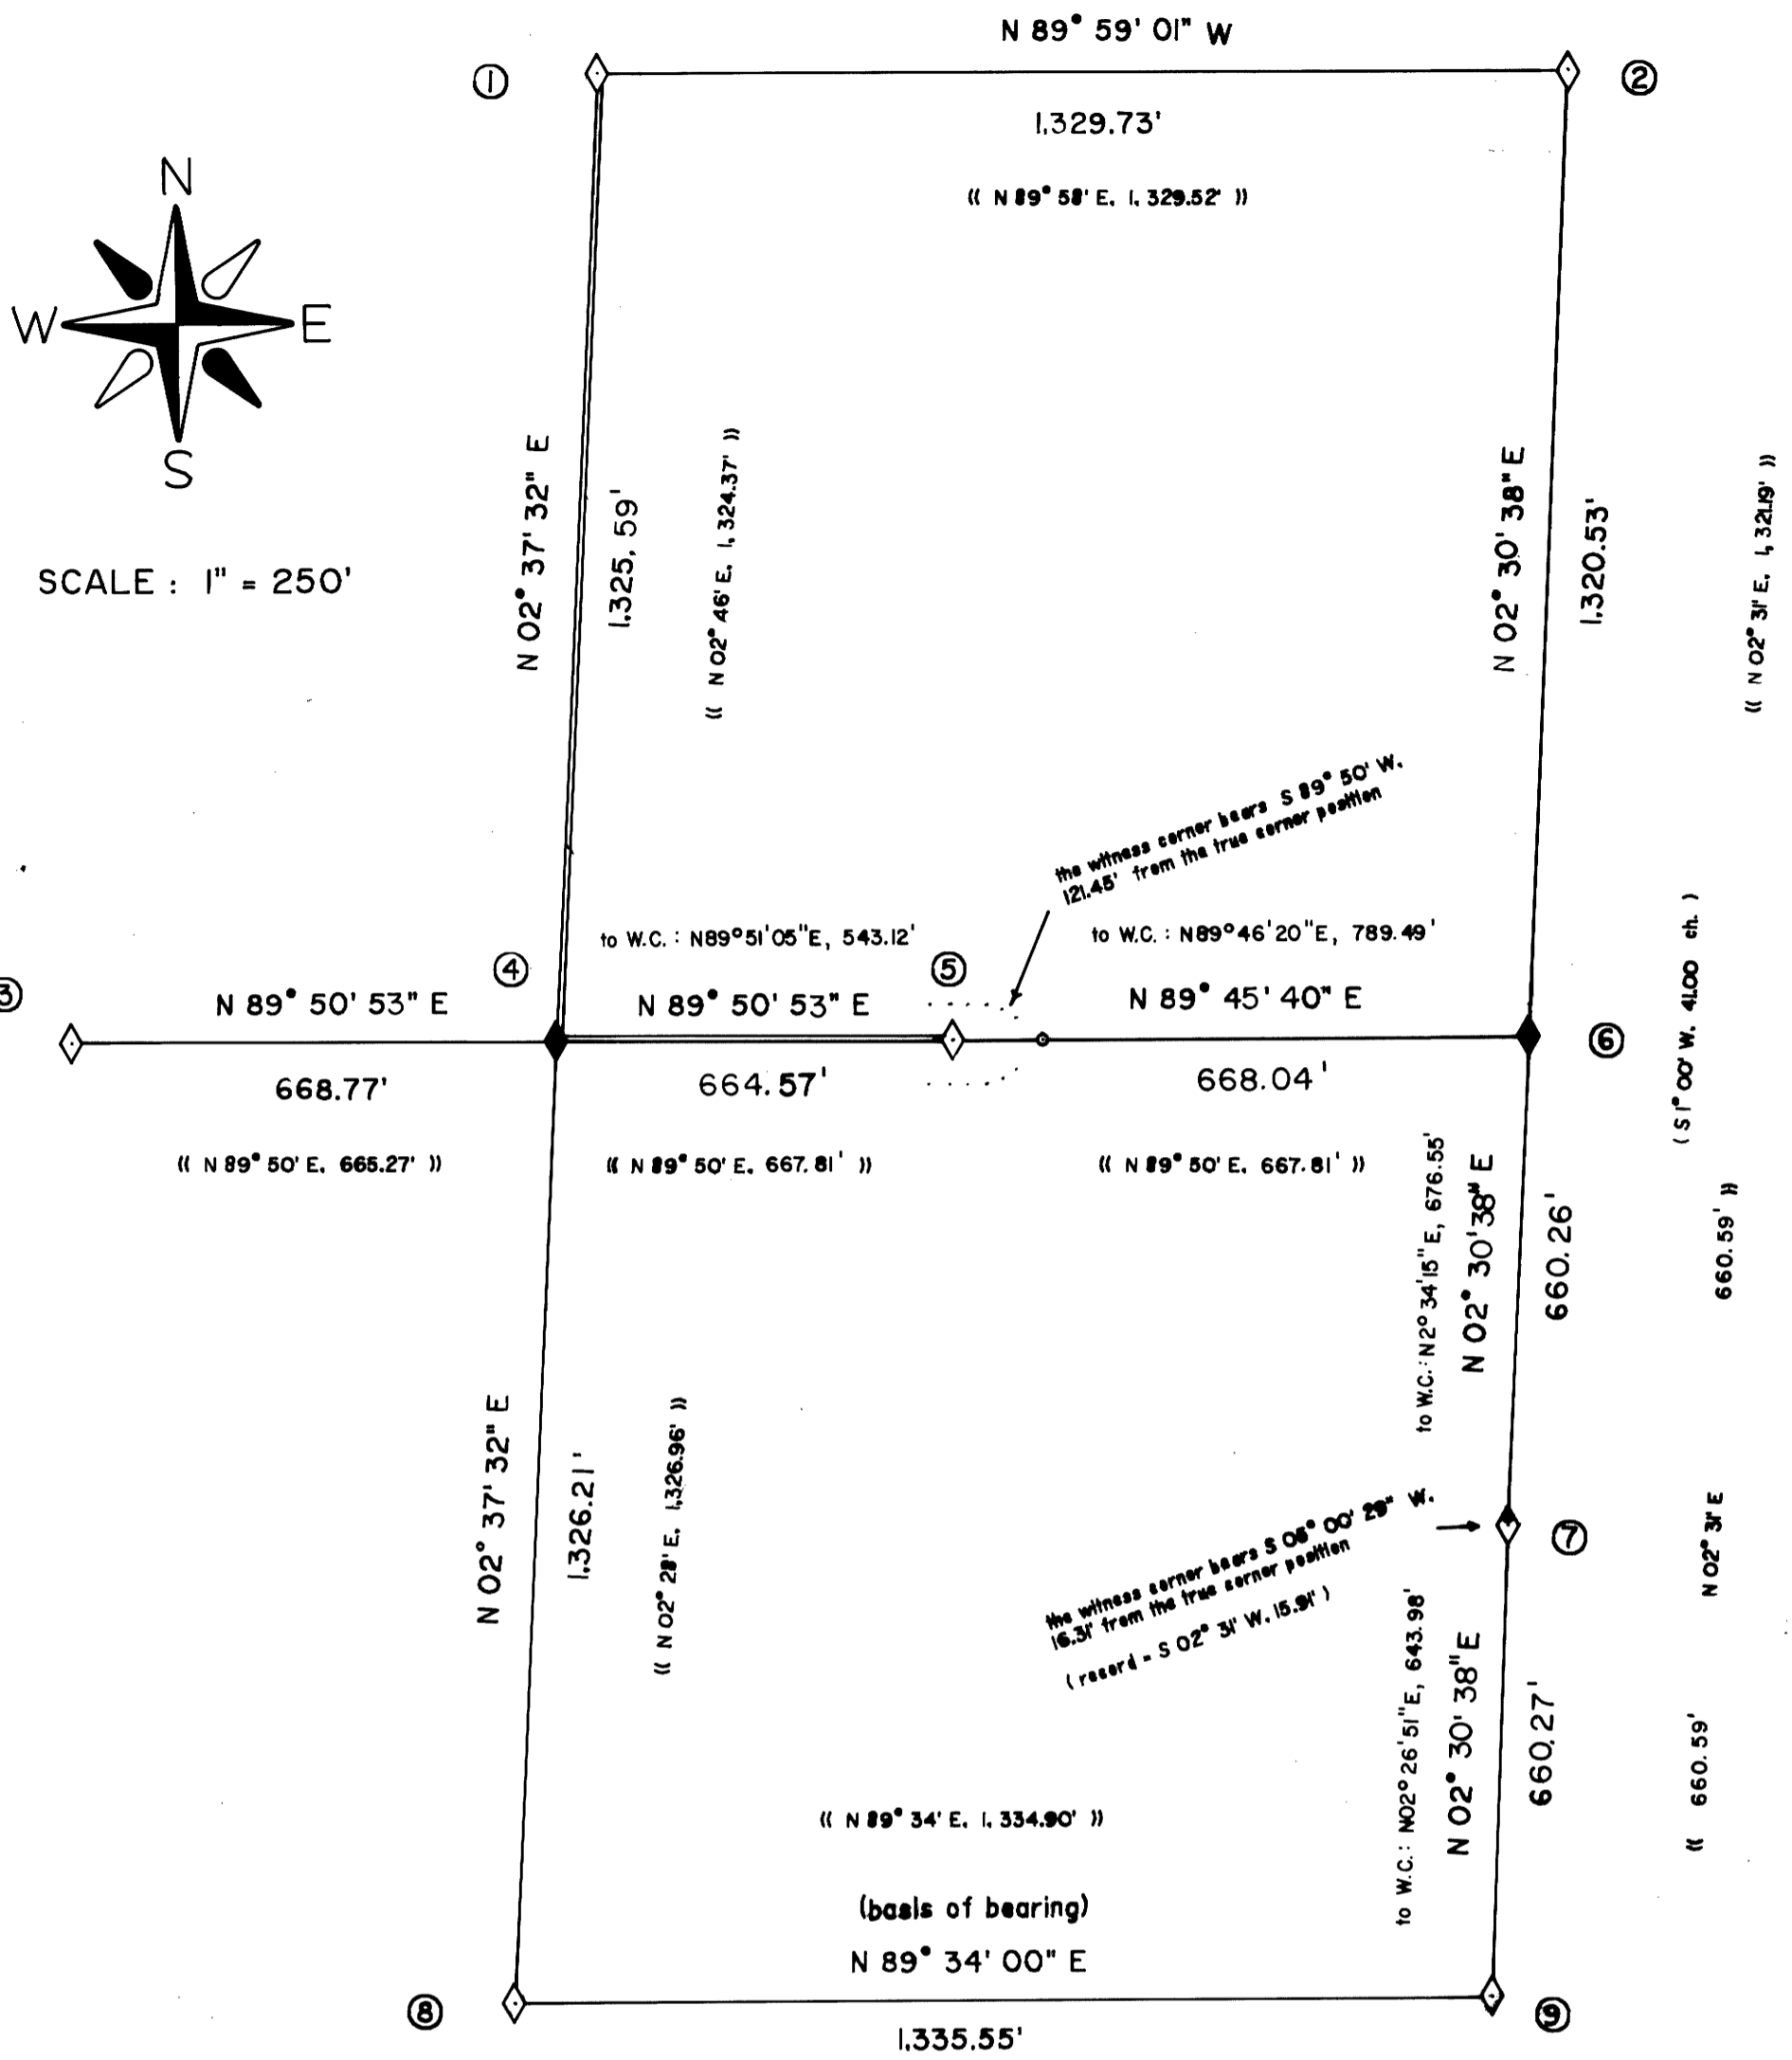 N 89° 59' 01" W
①
②
1,329.73'
(( N 89° 58' E, 1,329.52' ))
N
W
E
S
SCALE : 1" = 250'
N 02° 37' 32" E
1,325.59'
(( N 02° 46' E, 1,324.37' ))
N 02° 30' 38" E
1,320.53'
(( N 02° 31' E, 1,321.19' ))
the witness corner bears S 89° 50' W.
121.45' from the true corner position
to W.C. : N89°51'05"E, 543.12'
to W.C. : N89°46'20"E, 789.49'
③
④
⑤
⑥
N 89° 50' 53" E
N 89° 50' 53" E
N 89° 45' 40" E
668.77'
664.57'
668.04'
(( N 89° 50' E, 665.27' ))
(( N 89° 50' E, 667.81' ))
(( N 89° 50' E, 667.81' ))
( S 1° 00' W. 41.00 ch. )
to W.C.: N2° 34'15"E, 676.55'
N 02° 30' 38" E
660.26'
660.59' ))
N 02° 37' 32" E
1,326.21'
(( N 02° 28' E, 1,326.96' ))
the witness corner bears S 05° 00' 29" W.
16.31' from the true corner position
( record = S 02° 31' W. 15.91' )
⑦
N 02° 31' E
to W.C.: N02°26'51"E, 643.98'
N 02° 30' 38" E
660.27'
(( 660.59'
(( N 89° 34' E, 1,334.90' ))
(basis of bearing)
N 89° 34' 00" E
⑧
⑨
1,335.55'